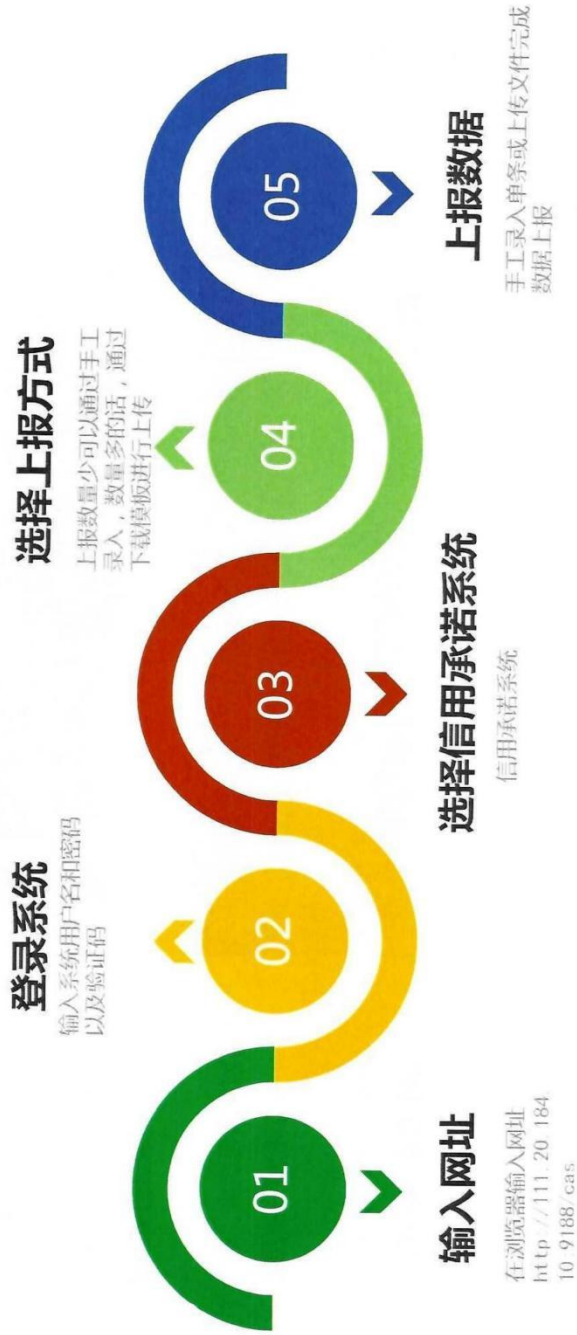 01
输入网址
在浏览器输入网址
http://111.20 184.
10 9188/cas
02
登录系统
输入系统用户名和密码
以及验证码
03
选择信用承诺系统
信用承诺系统
04
选择上报方式
上报数量少可以通过手工
录入，数量多的话，通过
下载模板进行上传
05
上报数据
手工录入单条或上传文件完成
数据上报